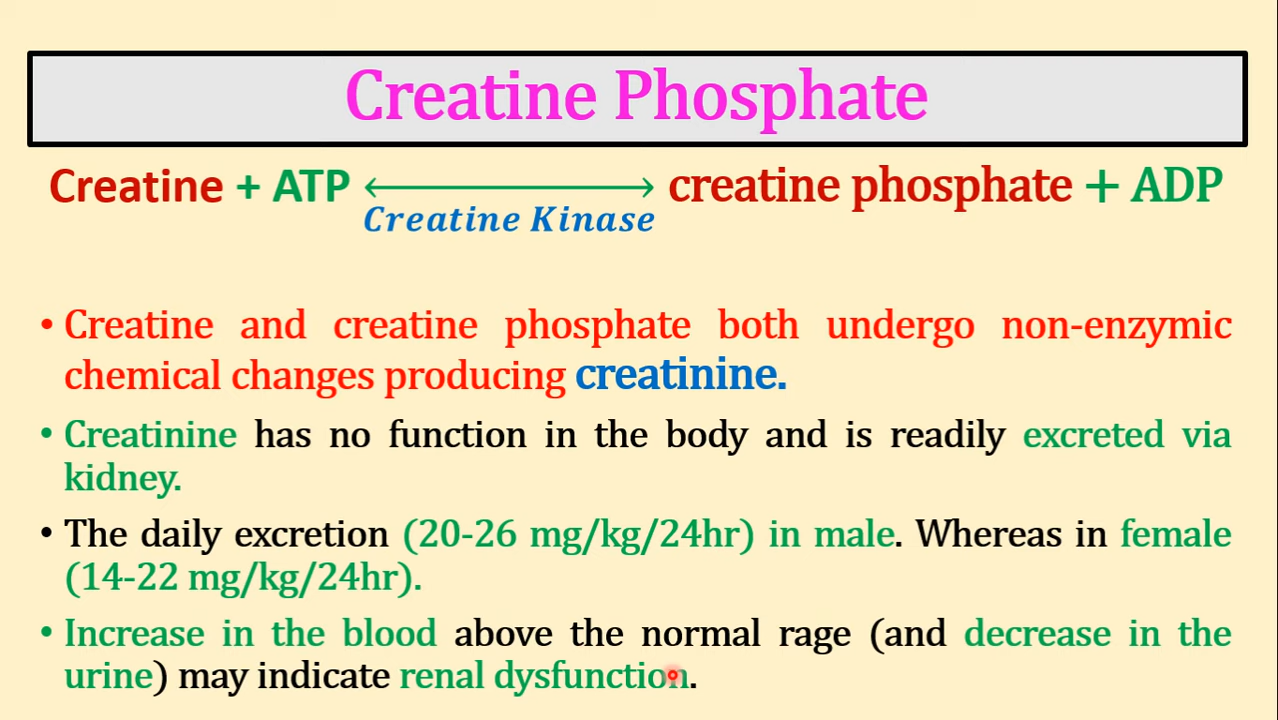 Creatine Phosphate
Creatine + ATP ⟷ creatine phosphate + ADP
Creatine Kinase
• Creatine and creatine phosphate both undergo non-enzymic
chemical changes producing creatinine.
• Creatinine has no function in the body and is readily excreted via
kidney.
• The daily excretion (20-26 mg/kg/24hr) in male. Whereas in female
(14-22 mg/kg/24hr).
• Increase in the blood above the normal rage (and decrease in the
urine) may indicate renal dysfunction.